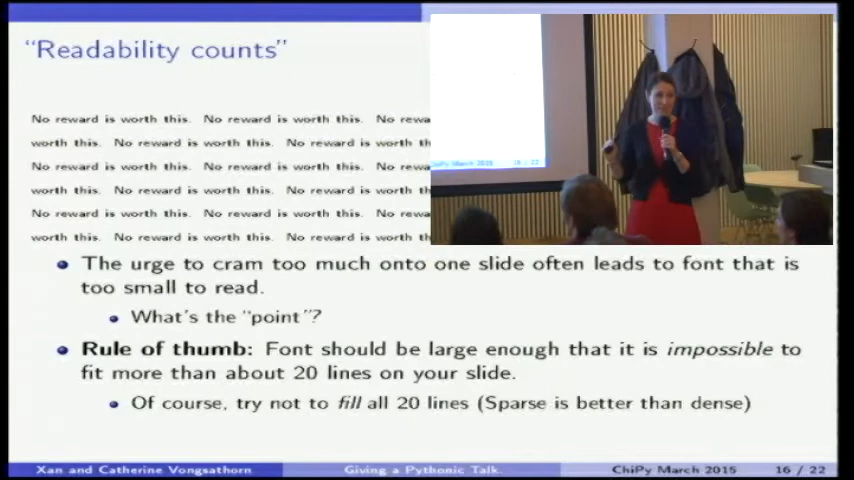 “Readability counts”
No reward is worth this. No reward is worth this. No rewa
worth this. No reward is worth this. No reward is worth th
No reward is worth this. No reward is worth this. No rewa
worth this. No reward is worth this. No reward is worth th
No reward is worth this. No reward is worth this. No rewa
worth this. No reward is worth this. No reward is worth th
ChiPy March 2015 16 / 22
The urge to cram too much onto one slide often leads to font that is
too small to read.
What's the “point”?
Rule of thumb: Font should be large enough that it is impossible to
fit more than about 20 lines on your slide.
Of course, try not to fill all 20 lines (Sparse is better than dense)
Xan and Catherine Vongsathorn Giving a Pythonic Talk. ChiPy March 2015 16 / 22